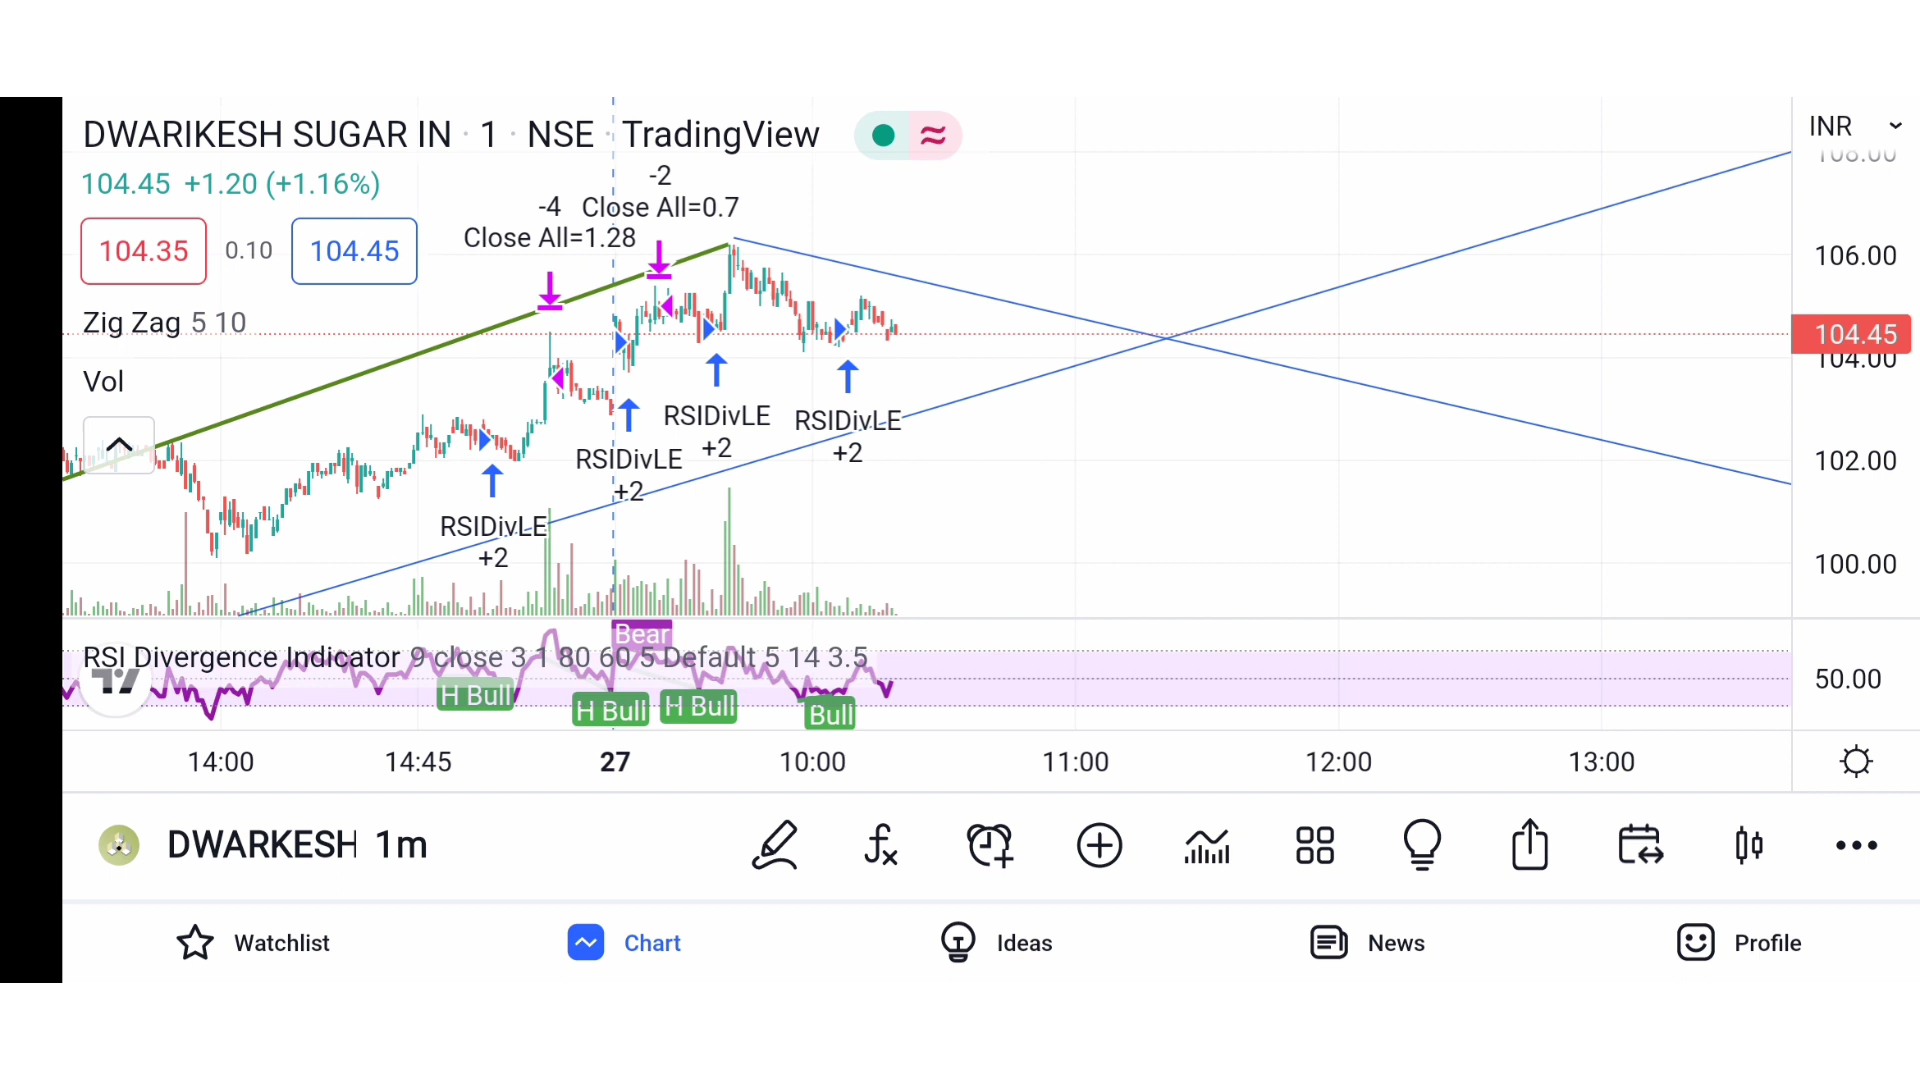 DWARIKESH SUGAR IN · 1 · NSE · TradingView
INR
108.00
104.45 +1.20 (+1.16%)
-2
Close All=0.7
-4
Close All=1.28
104.35 0.10 104.45
106.00
Zig Zag 5 10
104.45
104.00
Vol
RSIDivLE
+2
RSIDivLE
+2
RSIDivLE
+2
RSIDivLE
+2
102.00
100.00
Bear
RSI Divergence Indicator 9 close 3 1 80 60 5 Default 5 14 3.5
50.00
H Bull
H Bull
H Bull
Bull
14:00 14:45 27 10:00 11:00 12:00 13:00
DWARKESH 1m
Watchlist Chart Ideas News Profile